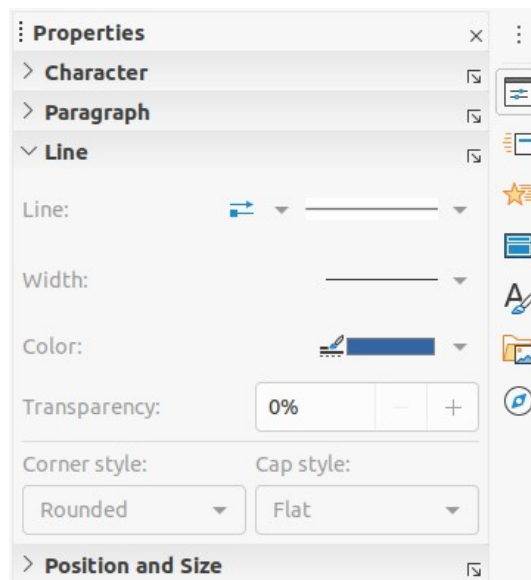 Properties
Character
Paragraph
Line
Line:
Width:
Color:
Transparency: 0%
Corner style: Cap style:
Rounded Flat
Position and Size